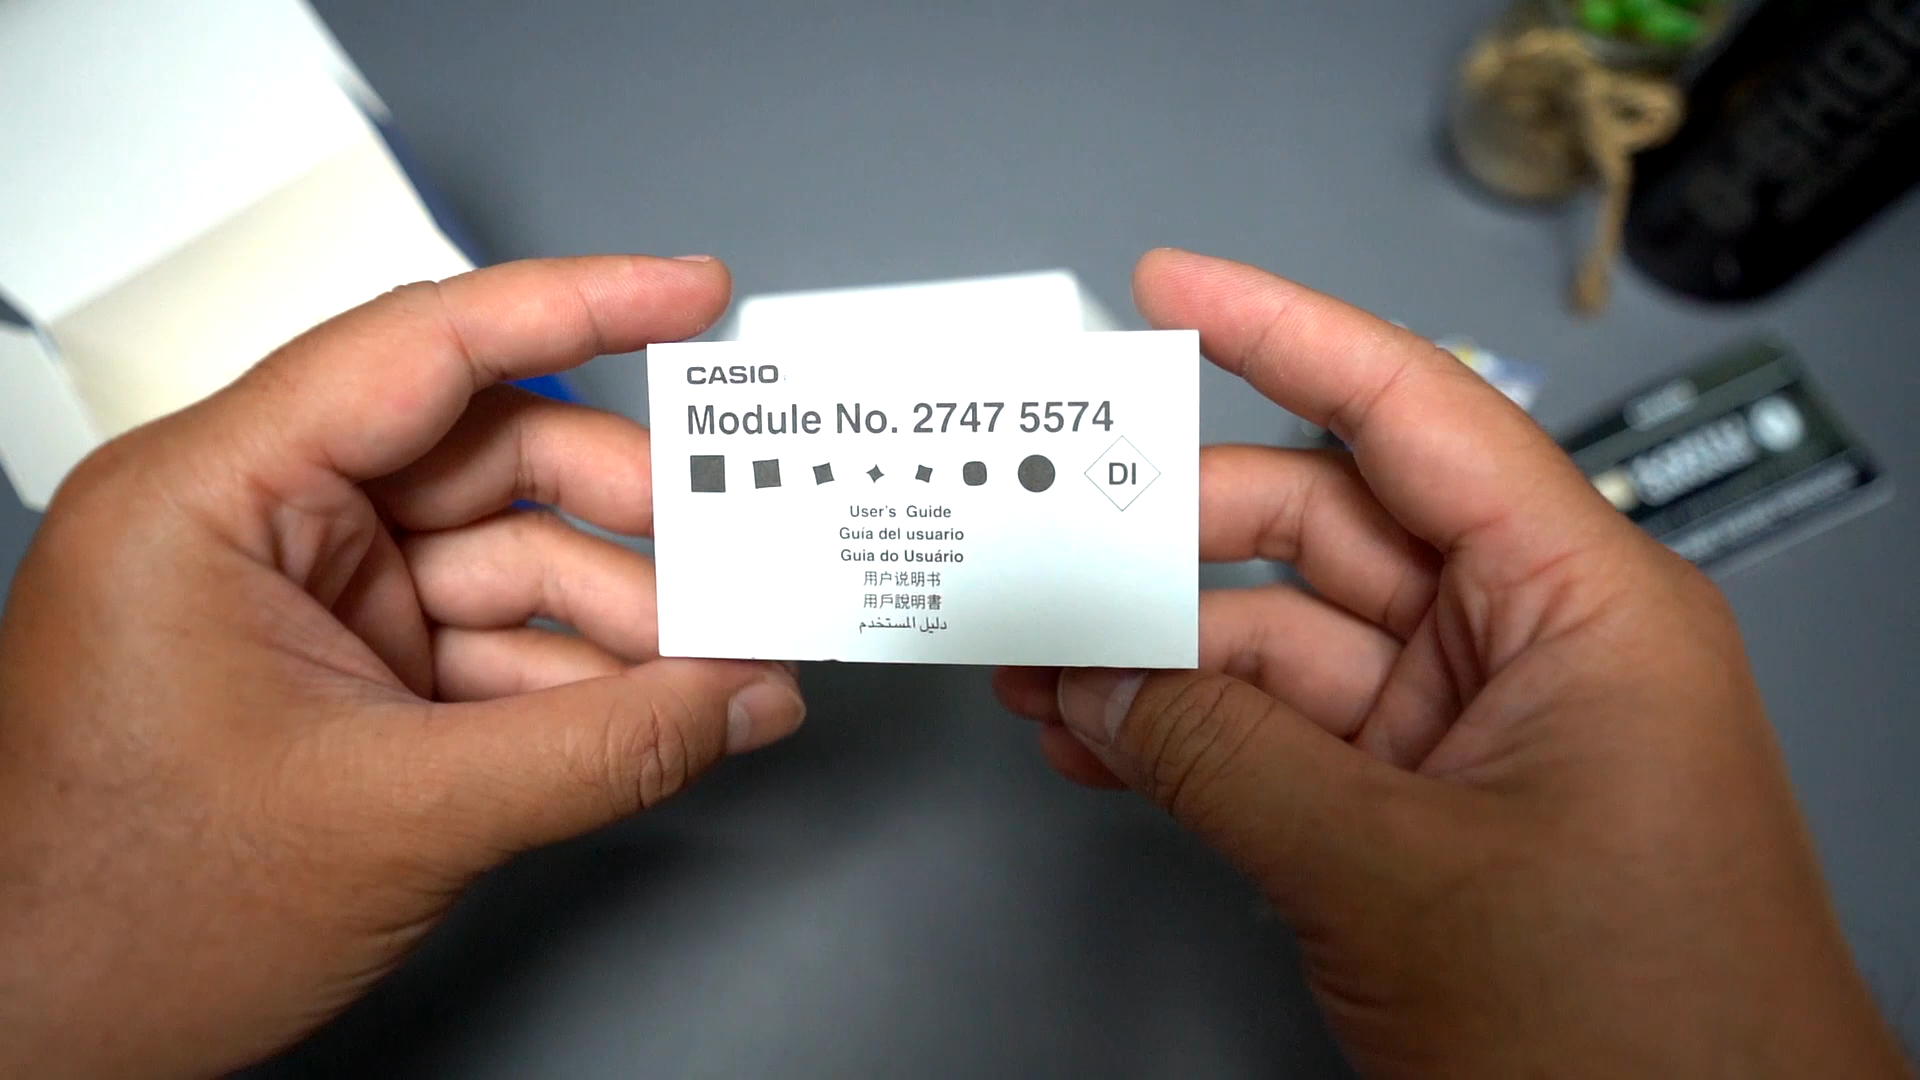 CASIO
Module No. 2747 5574
DI
User's Guide
Guía del usuario
Guia do Usuário
用户说明书
用戶說明書
دليل المستخدم